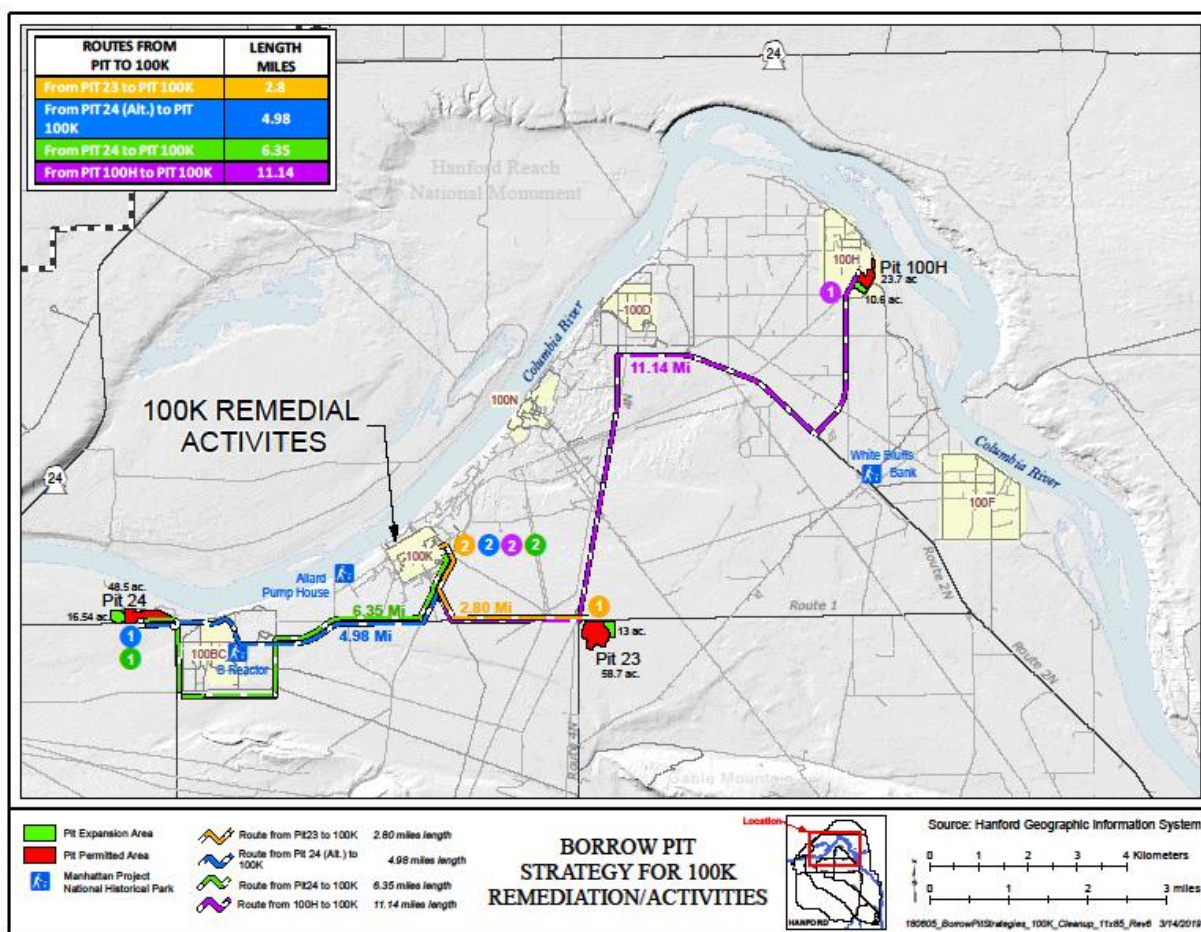 ROUTES FROM
PIT TO 100K
LENGTH
MILES
From PIT 23 to PIT 100K 2.8
From PIT 24 (Alt.) to PIT
100K
4.98
From PIT 24 to PIT 100K 6.35
From PIT 100H to PIT 100K 11.14
24
Hanford Reach
National Monument
100H
Pit 100H
23.7 ac
10.6 ac.
1
100D
Columbia River
11.14 Mi
100N
100K REMEDIAL
ACTIVITES
24
White Bluffs
Bank
Columbia River
100F
100K
2 2 2 2
Allard
Pump House
48.5 ac.
Pit 24
16.54 ac.
6.35 Mi
2.80 Mi
1
Route 1
Route 2N
1
4.98 Mi
13 ac.
1
100BC
B Reactor
Pit 23
58.7 ac.
Route 2N
Route 4N
Gable Mountain
Pit Expansion Area
Pit Permitted Area
Manhattan Project
National Historical Park
Route from Pit23 to 100K 2.80 miles length
Route from Pit 24 (Alt.) to
100K
4.98 miles length
Route from Pit24 to 100K 6.35 miles length
Route from 100H to 100K 11.14 miles length
BORROW PIT
STRATEGY FOR 100K
REMEDIATION/ACTIVITIES
Location
HANFORD
Source: Hanford Geographic Information System
0 1 2 3 4 Kilometers
0 1 2 3 miles
180605_BorrowPitStrategies_100K_Cleanup_11x85_Rev6 3/14/2019